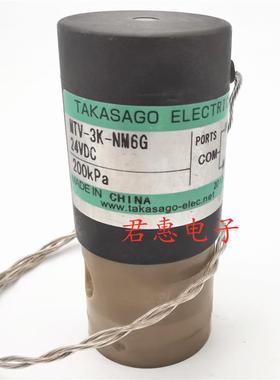 TAKASAGO ELECTRI
MTV-3K-NM6G
24VDC
200kPa
PORTS
COM
MADE IN CHINA
www.takasago-elec.net
君惠电子